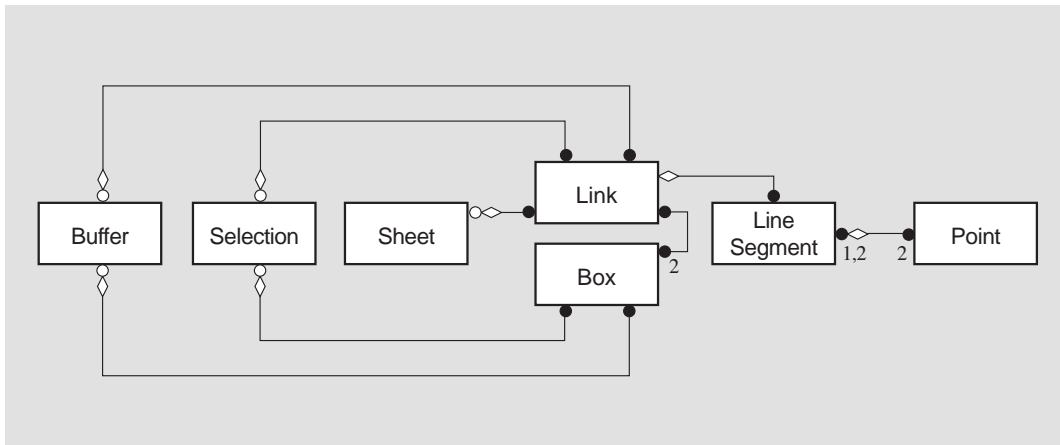 Link
Buffer
Selection
Sheet
Line
Segment
Point
Box
2
1,2
2